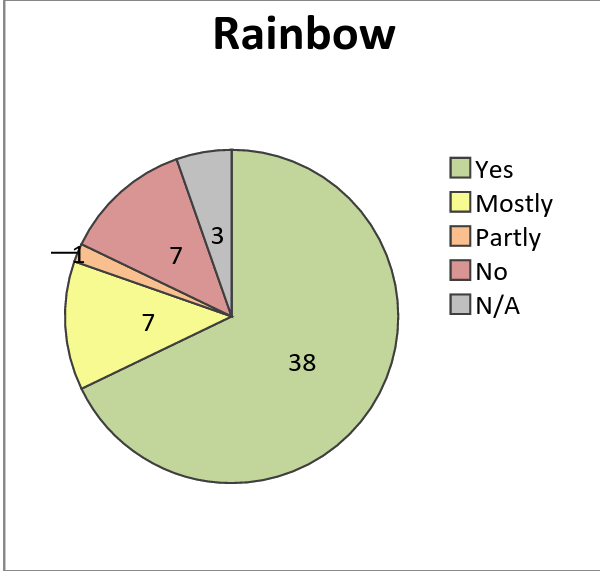 Rainbow
Yes
Mostly
Partly
No
N/A
3
7
1
7
38